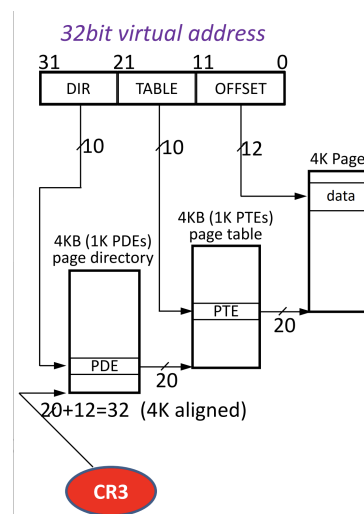 32bit virtual address
31 21 11 0
DIR TABLE OFFSET
10 10 12
4K Page
data
4KB (1K PTEs)
page table
4KB (1K PDEs)
page directory
PTE
20
PDE
20
20+12=32 (4K aligned)
CR3